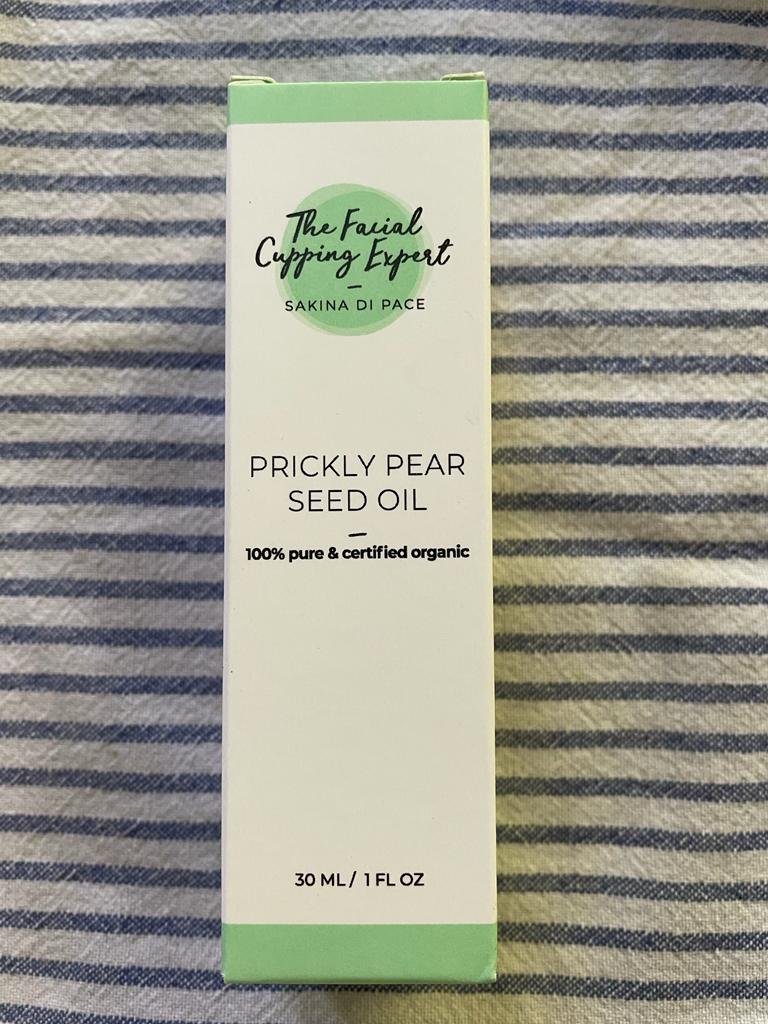 The Facial
Cupping Expert
SAKINA DI PACE
PRICKLY PEAR
SEED OIL
100% pure & certified organic
30 ML / 1 FL OZ